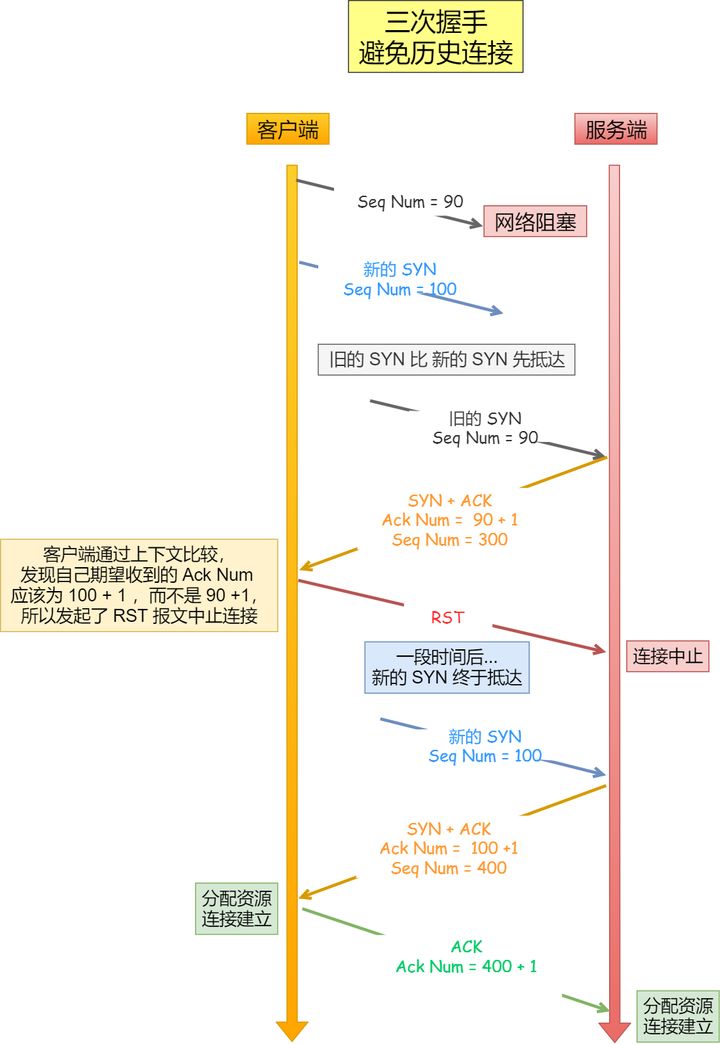 三次握手
避免历史连接
客户端
服务端
Seq Num = 90
网络阻塞
新的 SYN
Seq Num = 100
旧的 SYN 比 新的 SYN 先抵达
旧的 SYN
Seq Num = 90
SYN + ACK
Ack Num = 90 + 1
Seq Num = 300
客户端通过上下文比较，
发现自己期望收到的 Ack Num
应该为 100 + 1 ，而不是 90 +1，
所以发起了 RST 报文中止连接
RST
连接中止
一段时间后...
新的 SYN 终于抵达
新的 SYN
Seq Num = 100
SYN + ACK
Ack Num = 100 +1
Seq Num = 400
分配资源
连接建立
ACK
Ack Num = 400 + 1
分配资源
连接建立